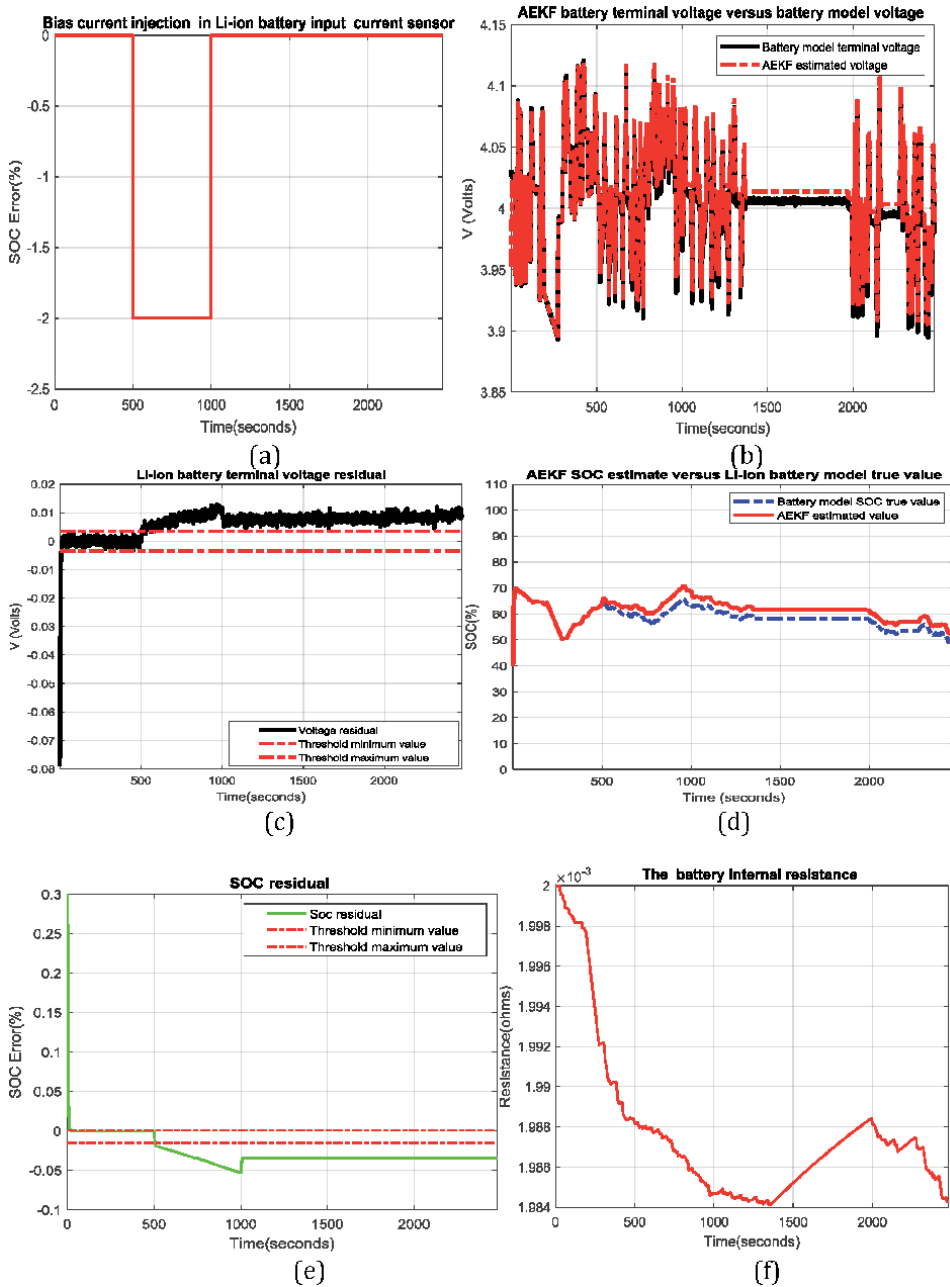 Bias current injection in Li-ion battery input current sensor
0
-0.5
-1
-1.5
-2
-2.5
SOC Error(%)
0 500 1000 1500 2000
Time(seconds)
(a)
AEKF battery terminal voltage versus battery model voltage
Battery model terminal voltage
AEKF estimated voltage
4.15
4.1
4.05
4
3.95
3.9
3.85
V (Volts)
500 1000 1500 2000
Time(seconds)
(b)
Li-ion battery terminal voltage residual
0.02
0.01
0
-0.01
-0.02
-0.03
-0.04
-0.05
-0.06
-0.07
-0.08
V (Volts)
Voltage residual
Threshold minimum value
Threshold maximum value
500 1000 1500 2000
Time(seconds)
(c)
AEKF SOC estimate versus Li-ion battery model true value
Battery model SOC true value
AEKF estimated value
110
100
90
80
70
60
50
40
30
20
10
0
SOC(%)
500 1000 1500 2000
Time (seconds)
(d)
SOC residual
Soc residual
Threshold minimum value
Threshold maximum value
0.3
0.25
0.2
0.15
0.1
0.05
0
-0.05
-0.1
SOC Error(%)
0 500 1000 1500 2000
Time(seconds)
(e)
The battery internal resistance
×10⁻³
2
1.998
1.996
1.994
1.992
1.99
1.988
1.986
1.984
Resistance(ohms)
0 500 1000 1500 2000
Time(seconds)
(f)